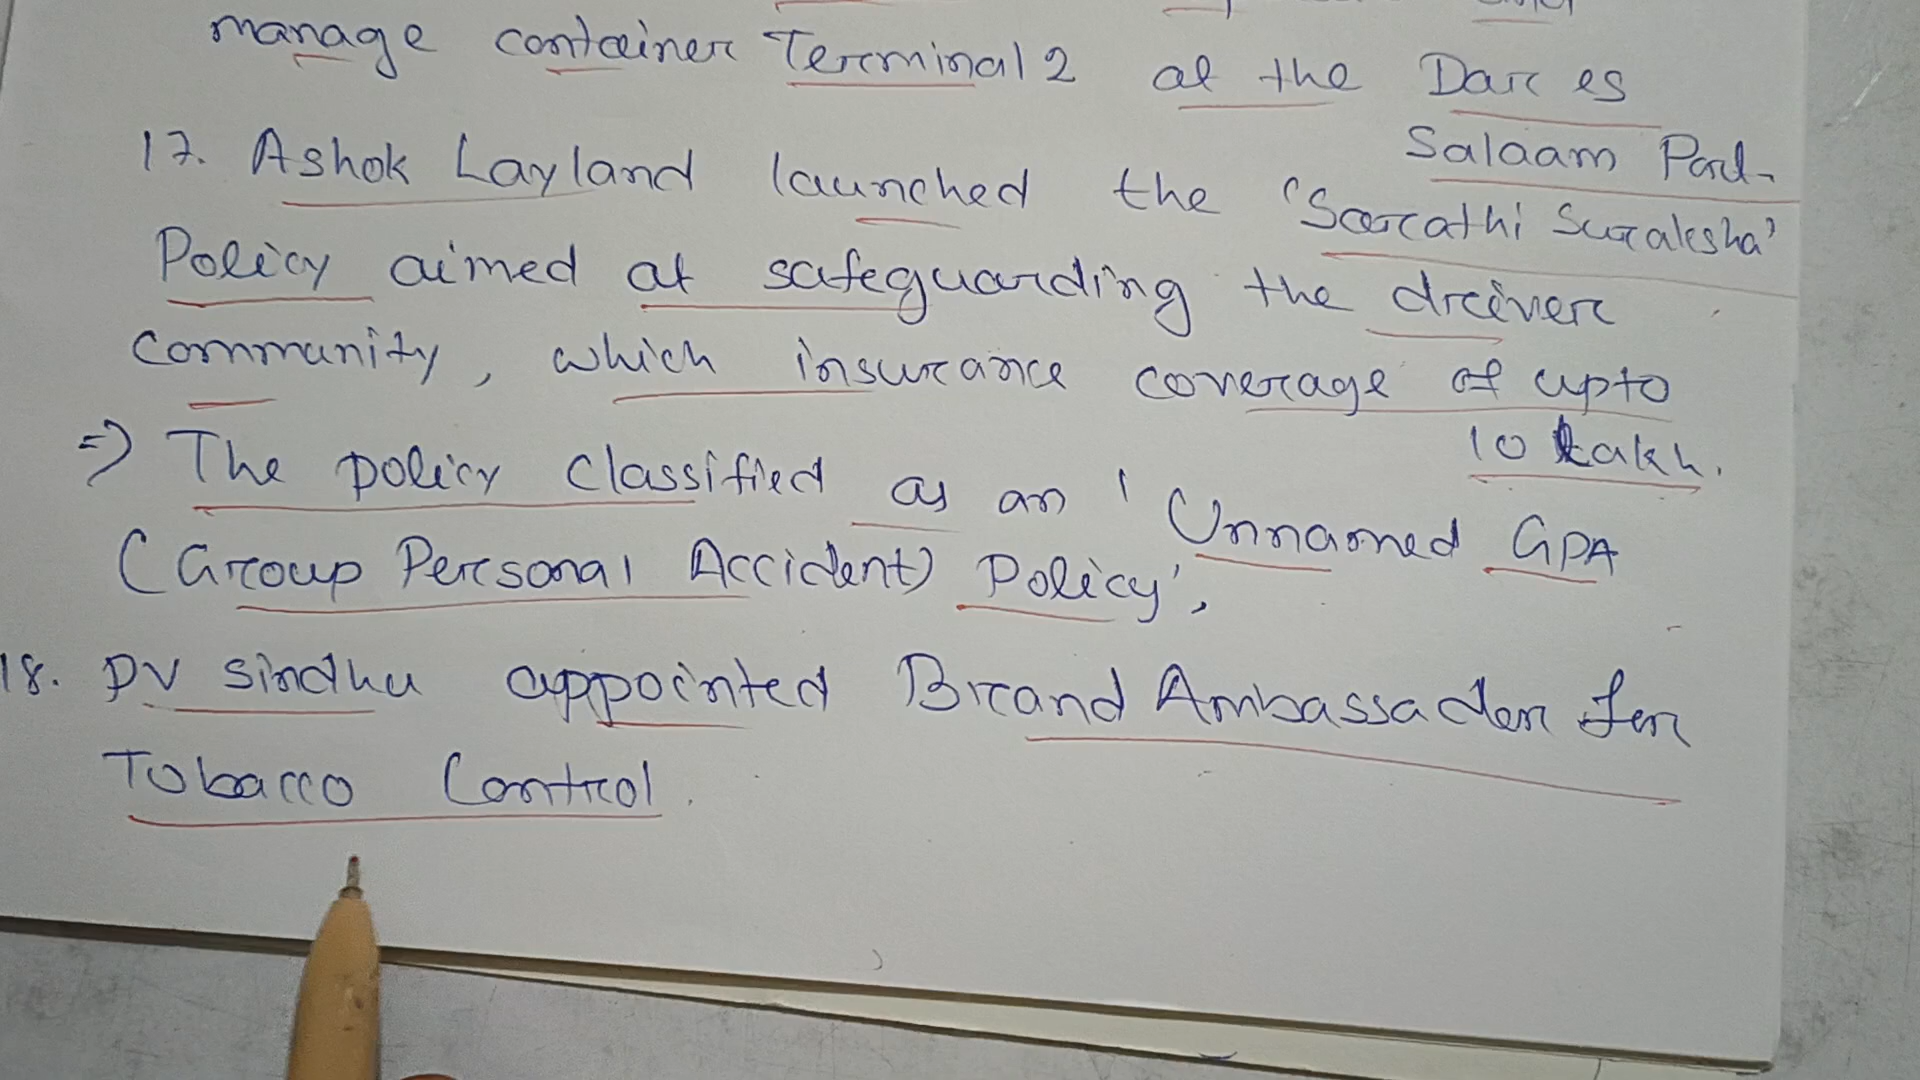 manage container Terminal 2 at the Dar es
Salaam Port.
17. Ashok Layland launched the 'Sarathi Suraksha'
Policy aimed at safeguarding the driver
community, which insurance coverage of upto
10 Lakh.
=> The policy classified as an ' Unnamed GPA
(Group Personal Accident) Policy'.
18. PV Sindhu appointed Brand Ambassador for
Tobacco Control.